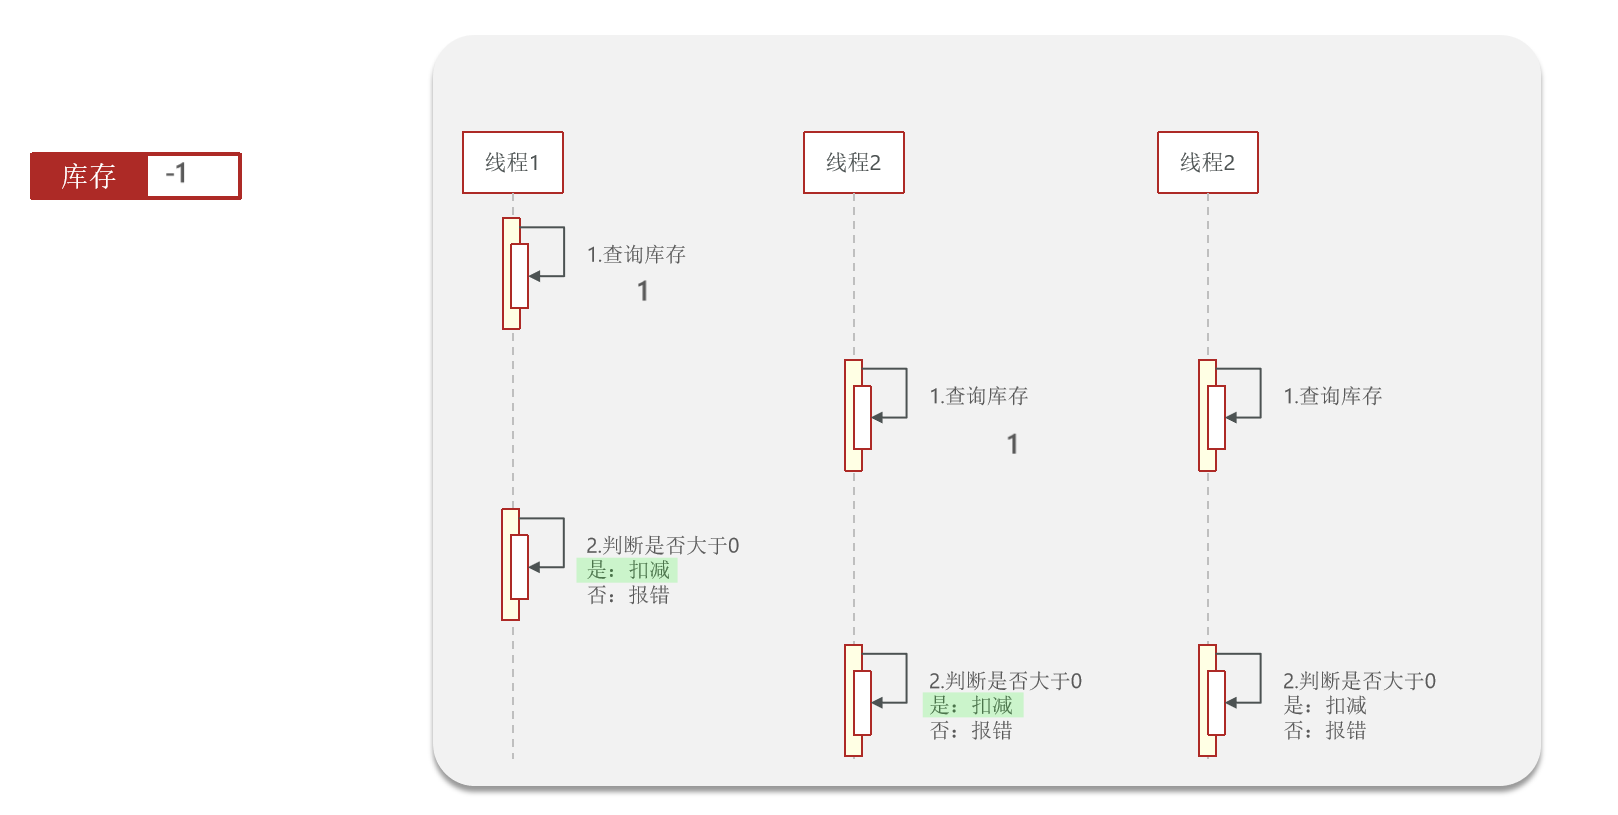 库存 -1
线程1
线程2
线程2
1.查询库存
1
1.查询库存
1
1.查询库存
2.判断是否大于0
是：扣减
否：报错
2.判断是否大于0
是：扣减
否：报错
2.判断是否大于0
是：扣减
否：报错